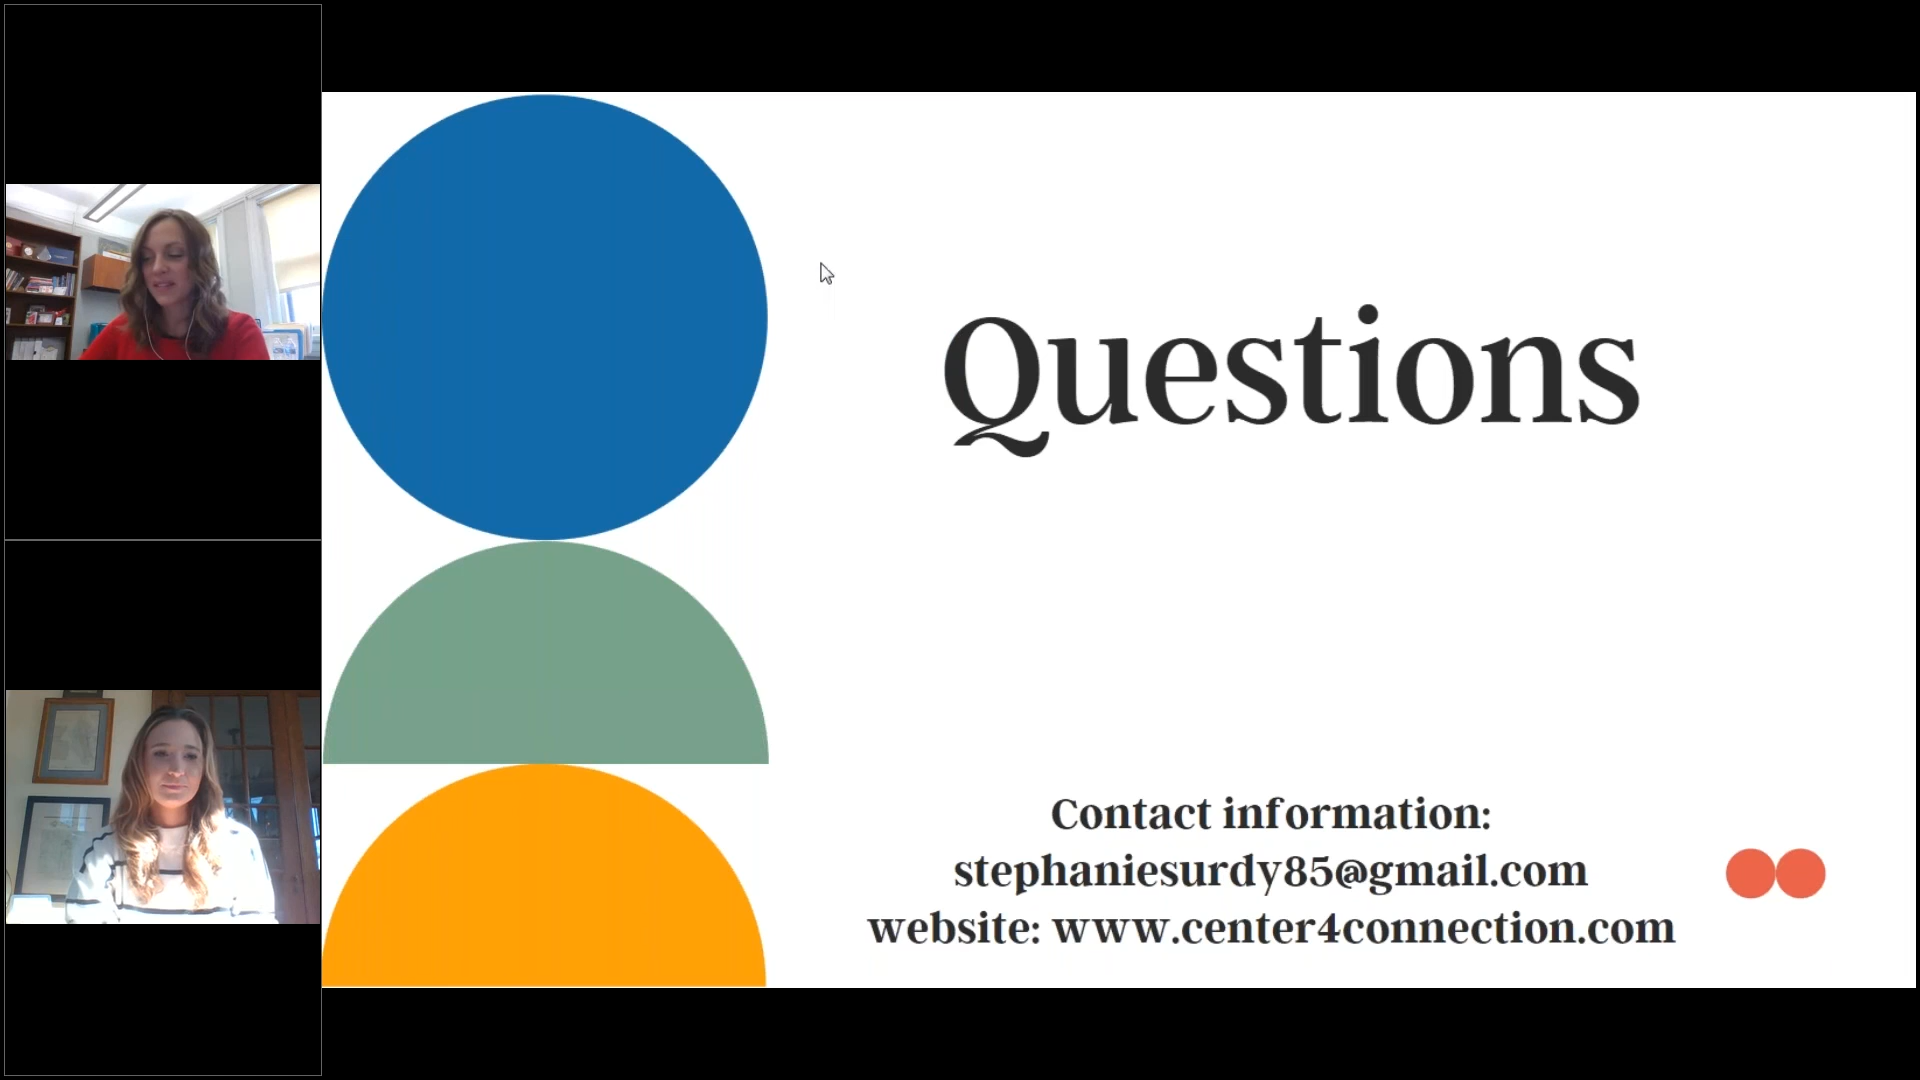 Questions
Contact information:
stephaniesurdy85@gmail.com
website: www.center4connection.com